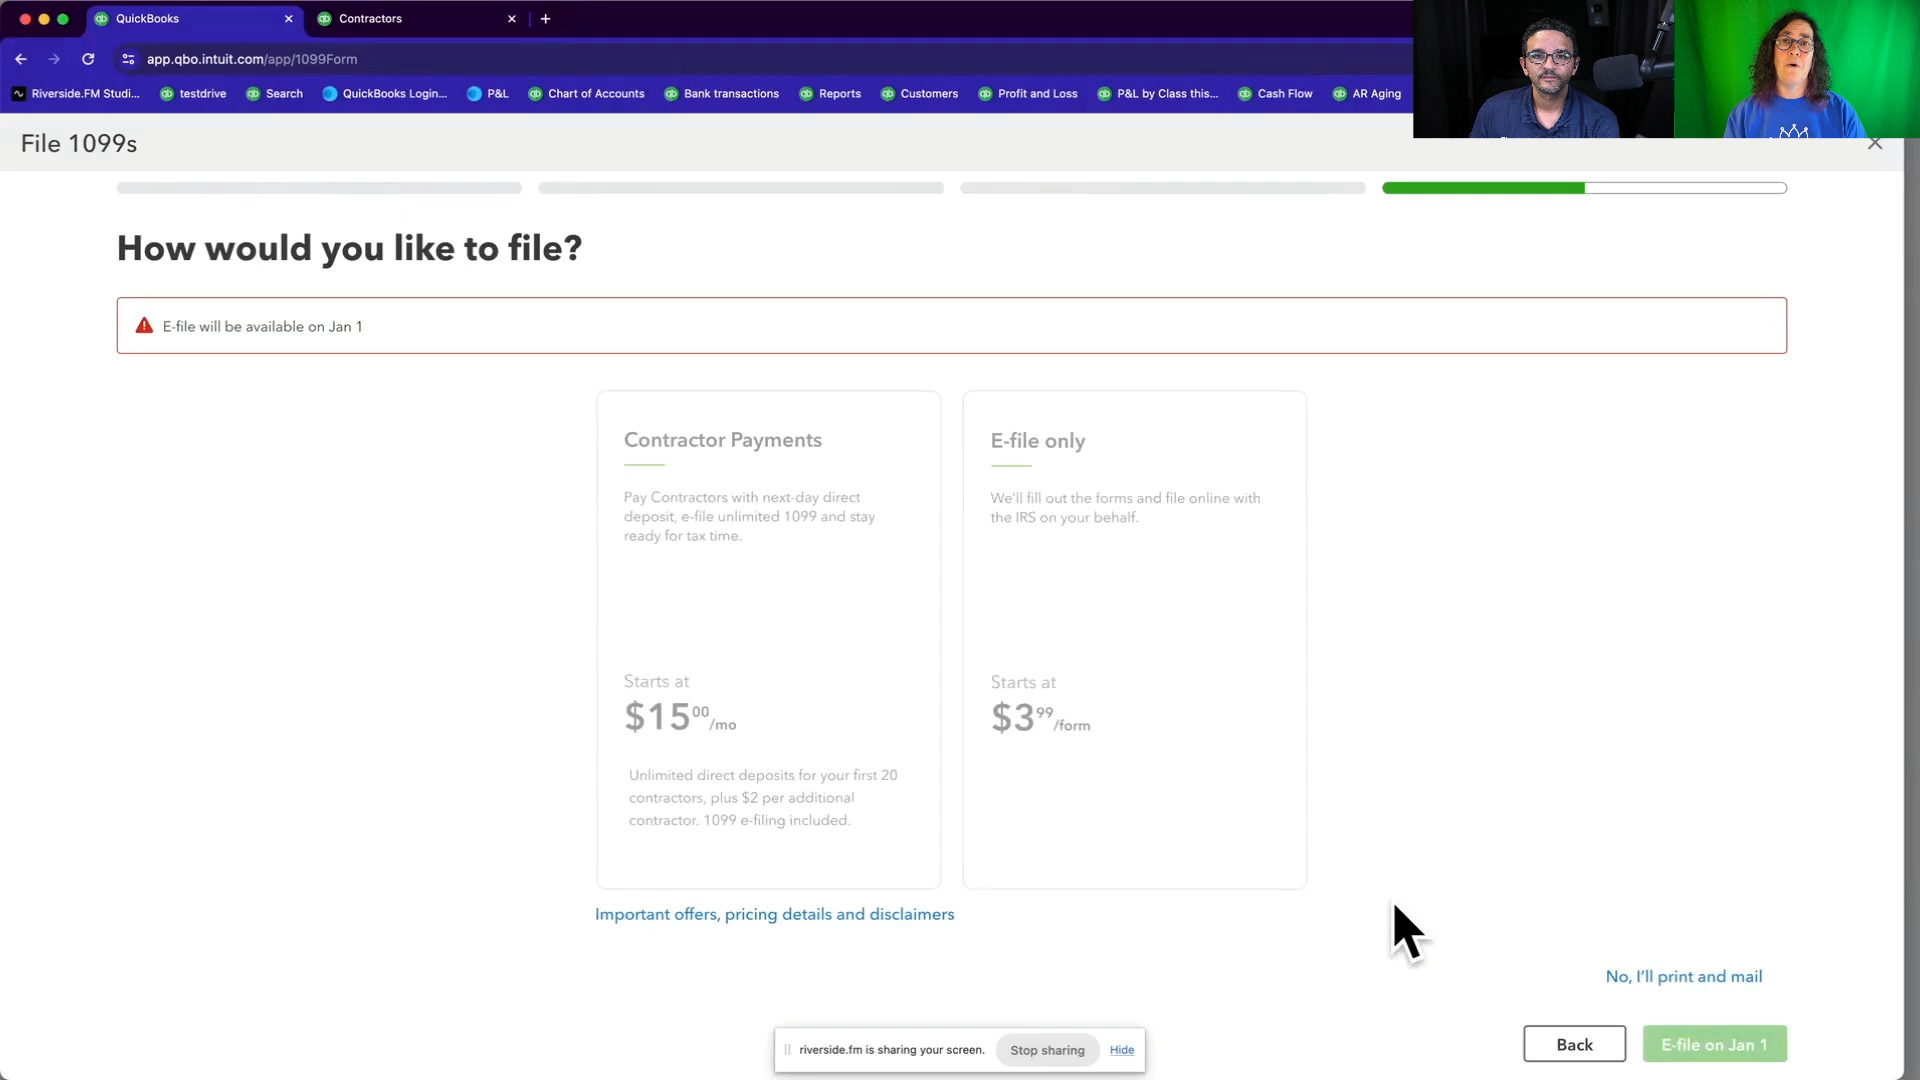 QuickBooks
Contractors
app.qbo.intuit.com/app/1099Form
Riverside.FM Studi...
testdrive
Search
QuickBooks Login...
P&L
Chart of Accounts
Bank transactions
Reports
Customers
Profit and Loss
P&L by Class this...
Cash Flow
AR Aging
File 1099s
How would you like to file?
E-file will be available on Jan 1
Contractor Payments
Pay Contractors with next-day direct
deposit, e-file unlimited 1099 and stay
ready for tax time.
Starts at
$15 00 /mo
Unlimited direct deposits for your first 20
contractors, plus $2 per additional
contractor. 1099 e-filing included.
E-file only
We'll fill out the forms and file online with
the IRS on your behalf.
Starts at
$3 99 /form
Important offers, pricing details and disclaimers
No, I'll print and mail
riverside.fm is sharing your screen.
Stop sharing
Hide
Back
E-file on Jan 1